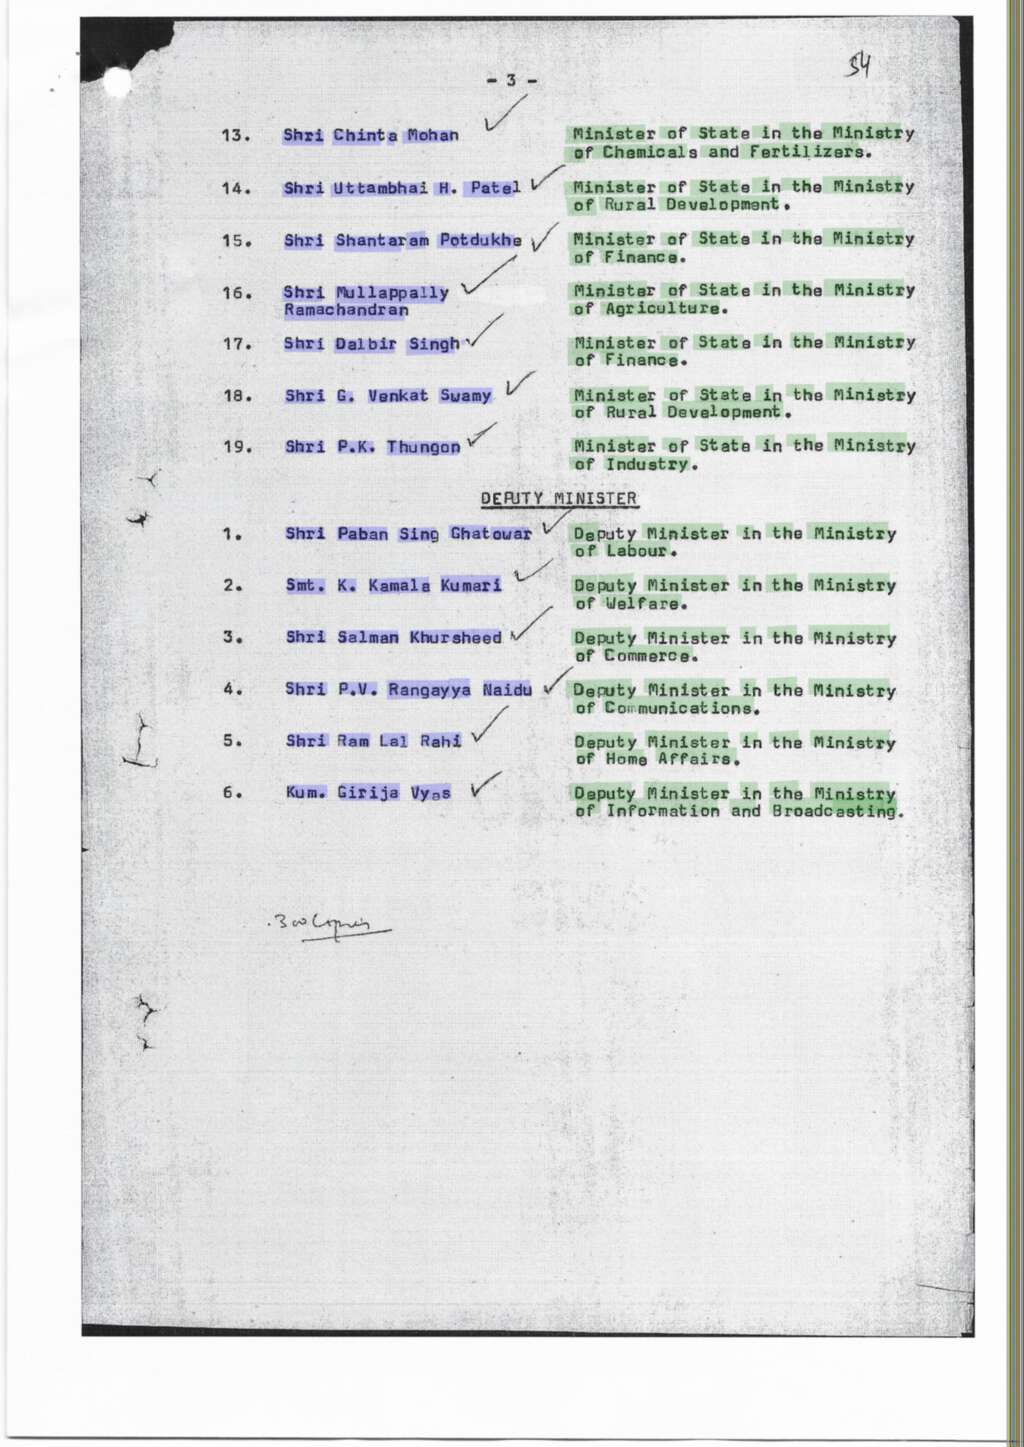 54
- 3 -
13. Shri Chinta Mohan Minister of State in the Ministry
of Chemicals and Fertilizers.
14. Shri Uttambhai H. Patel Minister of State in the Ministry
of Rural Development.
15. Shri Shantaram Potdukhe Minister of State in the Ministry
of Finance.
16. Shri Mullappally Minister of State in the Ministry
Ramachandran of Agriculture.
17. Shri Dalbir Singh Minister of State in the Ministry
of Finance.
18. Shri G. Venkat Swamy Minister of State in the Ministry
of Rural Development.
19. Shri P.K. Thungon Minister of State in the Ministry
of Industry.
DEPUTY MINISTER
1. Shri Paban Sing Ghatowar Deputy Minister in the Ministry
of Labour.
2. Smt. K. Kamala Kumari Deputy Minister in the Ministry
of Welfare.
3. Shri Salman Khursheed Deputy Minister in the Ministry
of Commerce.
4. Shri P.V. Rangayya Naidu Deputy Minister in the Ministry
of Communications.
5. Shri Ram Lal Rahi Deputy Minister in the Ministry
of Home Affairs.
6. Kum. Girija Vyas Deputy Minister in the Ministry
of Information and Broadcasting.
300 Copies